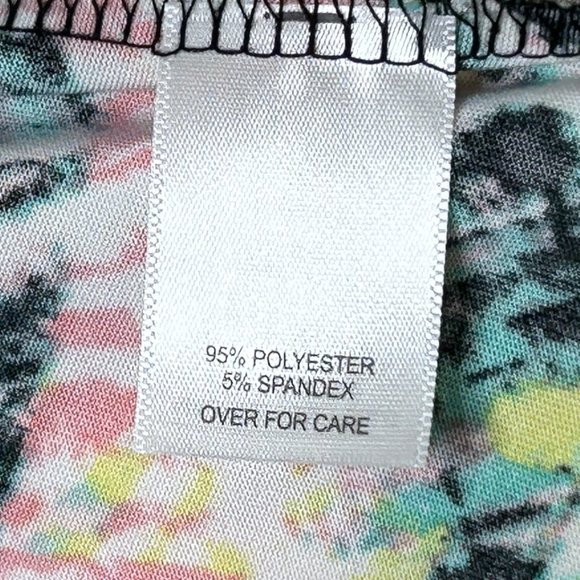 95% POLYESTER
5% SPANDEX
OVER FOR CARE